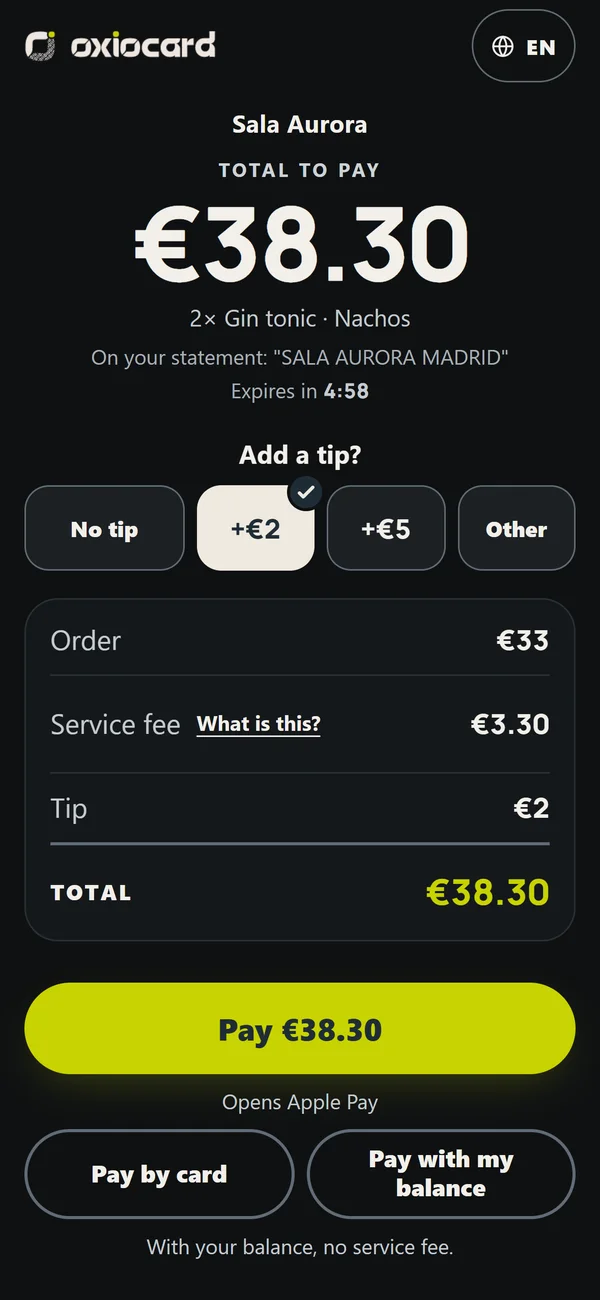 oxiocard
EN
Sala Aurora
TOTAL TO PAY
€38.30
2× Gin tonic · Nachos
On your statement: "SALA AURORA MADRID"
Expires in 4:58
Add a tip?
No tip
+€2
+€5
Other
Order €33
Service fee What is this? €3.30
Tip €2
TOTAL €38.30
Pay €38.30
Opens Apple Pay
Pay by card
Pay with my
balance
With your balance, no service fee.